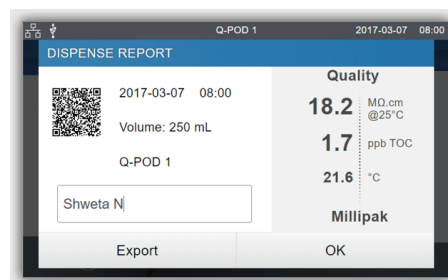 Q-POD 1 2017-03-07 08:00
DISPENSE REPORT
2017-03-07 08:00
Volume: 250 mL
Q-POD 1
Shweta N
Quality
18.2 MΩ.cm @25°C
1.7 ppb TOC
21.6 °C
Millipak
Export OK